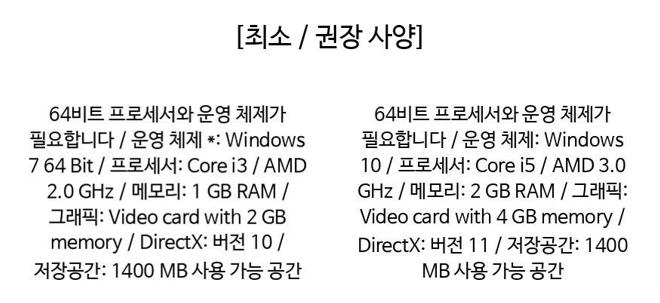 [최소 / 권장 사양]
64비트 프로세서와 운영 체제가
필요합니다 / 운영 체제 *: Windows
7 64 Bit / 프로세서: Core i3 / AMD
2.0 GHz / 메모리: 1 GB RAM /
그래픽: Video card with 2 GB
memory / DirectX: 버전 10 /
저장공간: 1400 MB 사용 가능 공간
64비트 프로세서와 운영 체제가
필요합니다 / 운영 체제: Windows
10 / 프로세서: Core i5 / AMD 3.0
GHz / 메모리: 2 GB RAM / 그래픽:
Video card with 4 GB memory /
DirectX: 버전 11 / 저장공간: 1400
MB 사용 가능 공간